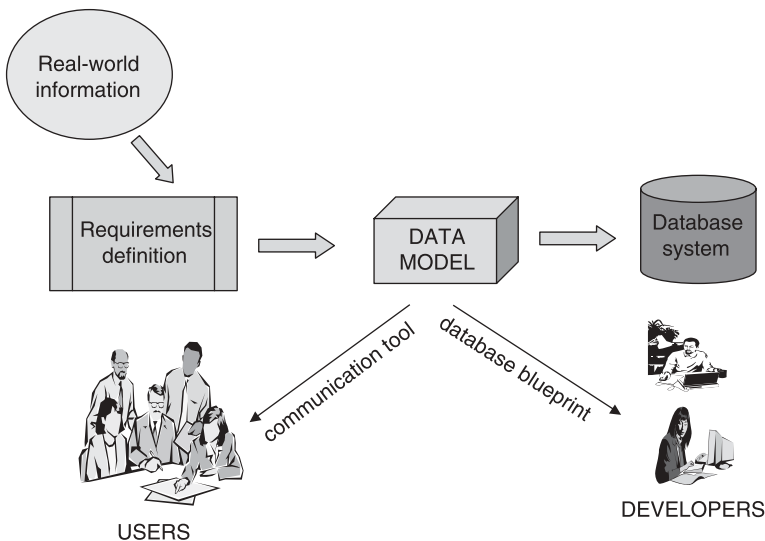 Real-world
information
Requirements
definition
DATA
MODEL
Database
system
communication tool
database blueprint
USERS
DEVELOPERS